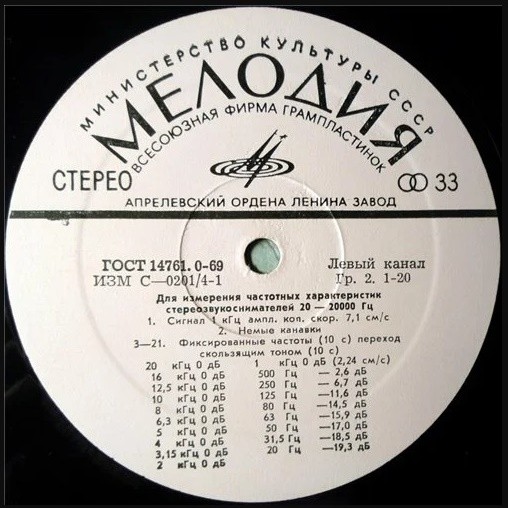 МИНИСТЕРСТВО КУЛЬТУРЫ СССР
МЕЛОДИЯ
ВСЕСОЮЗНАЯ ФИРМА ГРАМПЛАСТИНОК
СТЕРЕО 33
АПРЕЛЕВСКИЙ ОРДЕНА ЛЕНИНА ЗАВОД
ГОСТ 14761.0-69 Левый канал
ИЗМ С—0201/4-1 Гр. 2. 1-20
Для измерения частотных характеристик
стереозвукоснимателей 20 — 20000 Гц
1. Сигнал 1 кГц ампл. кол. скор. 7,1 см/с
2. Немые канавки
3—21. Фиксированные частоты (10 с) переход
скользящим тоном (10 с)
20 кГц 0 дБ 1 кГц 0 дБ (2,24 см/с)
16 кГц 0 дБ 500 Гц — 2,6 дБ
12,5 кГц 0 дБ 250 Гц — 6,7 дБ
10 кГц 0 дБ 125 Гц —11,6 дБ
8 кГц 0 дБ 80 Гц —14,5 дБ
6,3 кГц 0 дБ 63 Гц —15,9 дБ
5 кГц 0 дБ 50 Гц —17,0 дБ
4 кГц 0 дБ 31,5 Гц —18,5 дБ
3,15 кГц 0 дБ 20 Гц —19,3 дБ
2 кГц 0 дБ